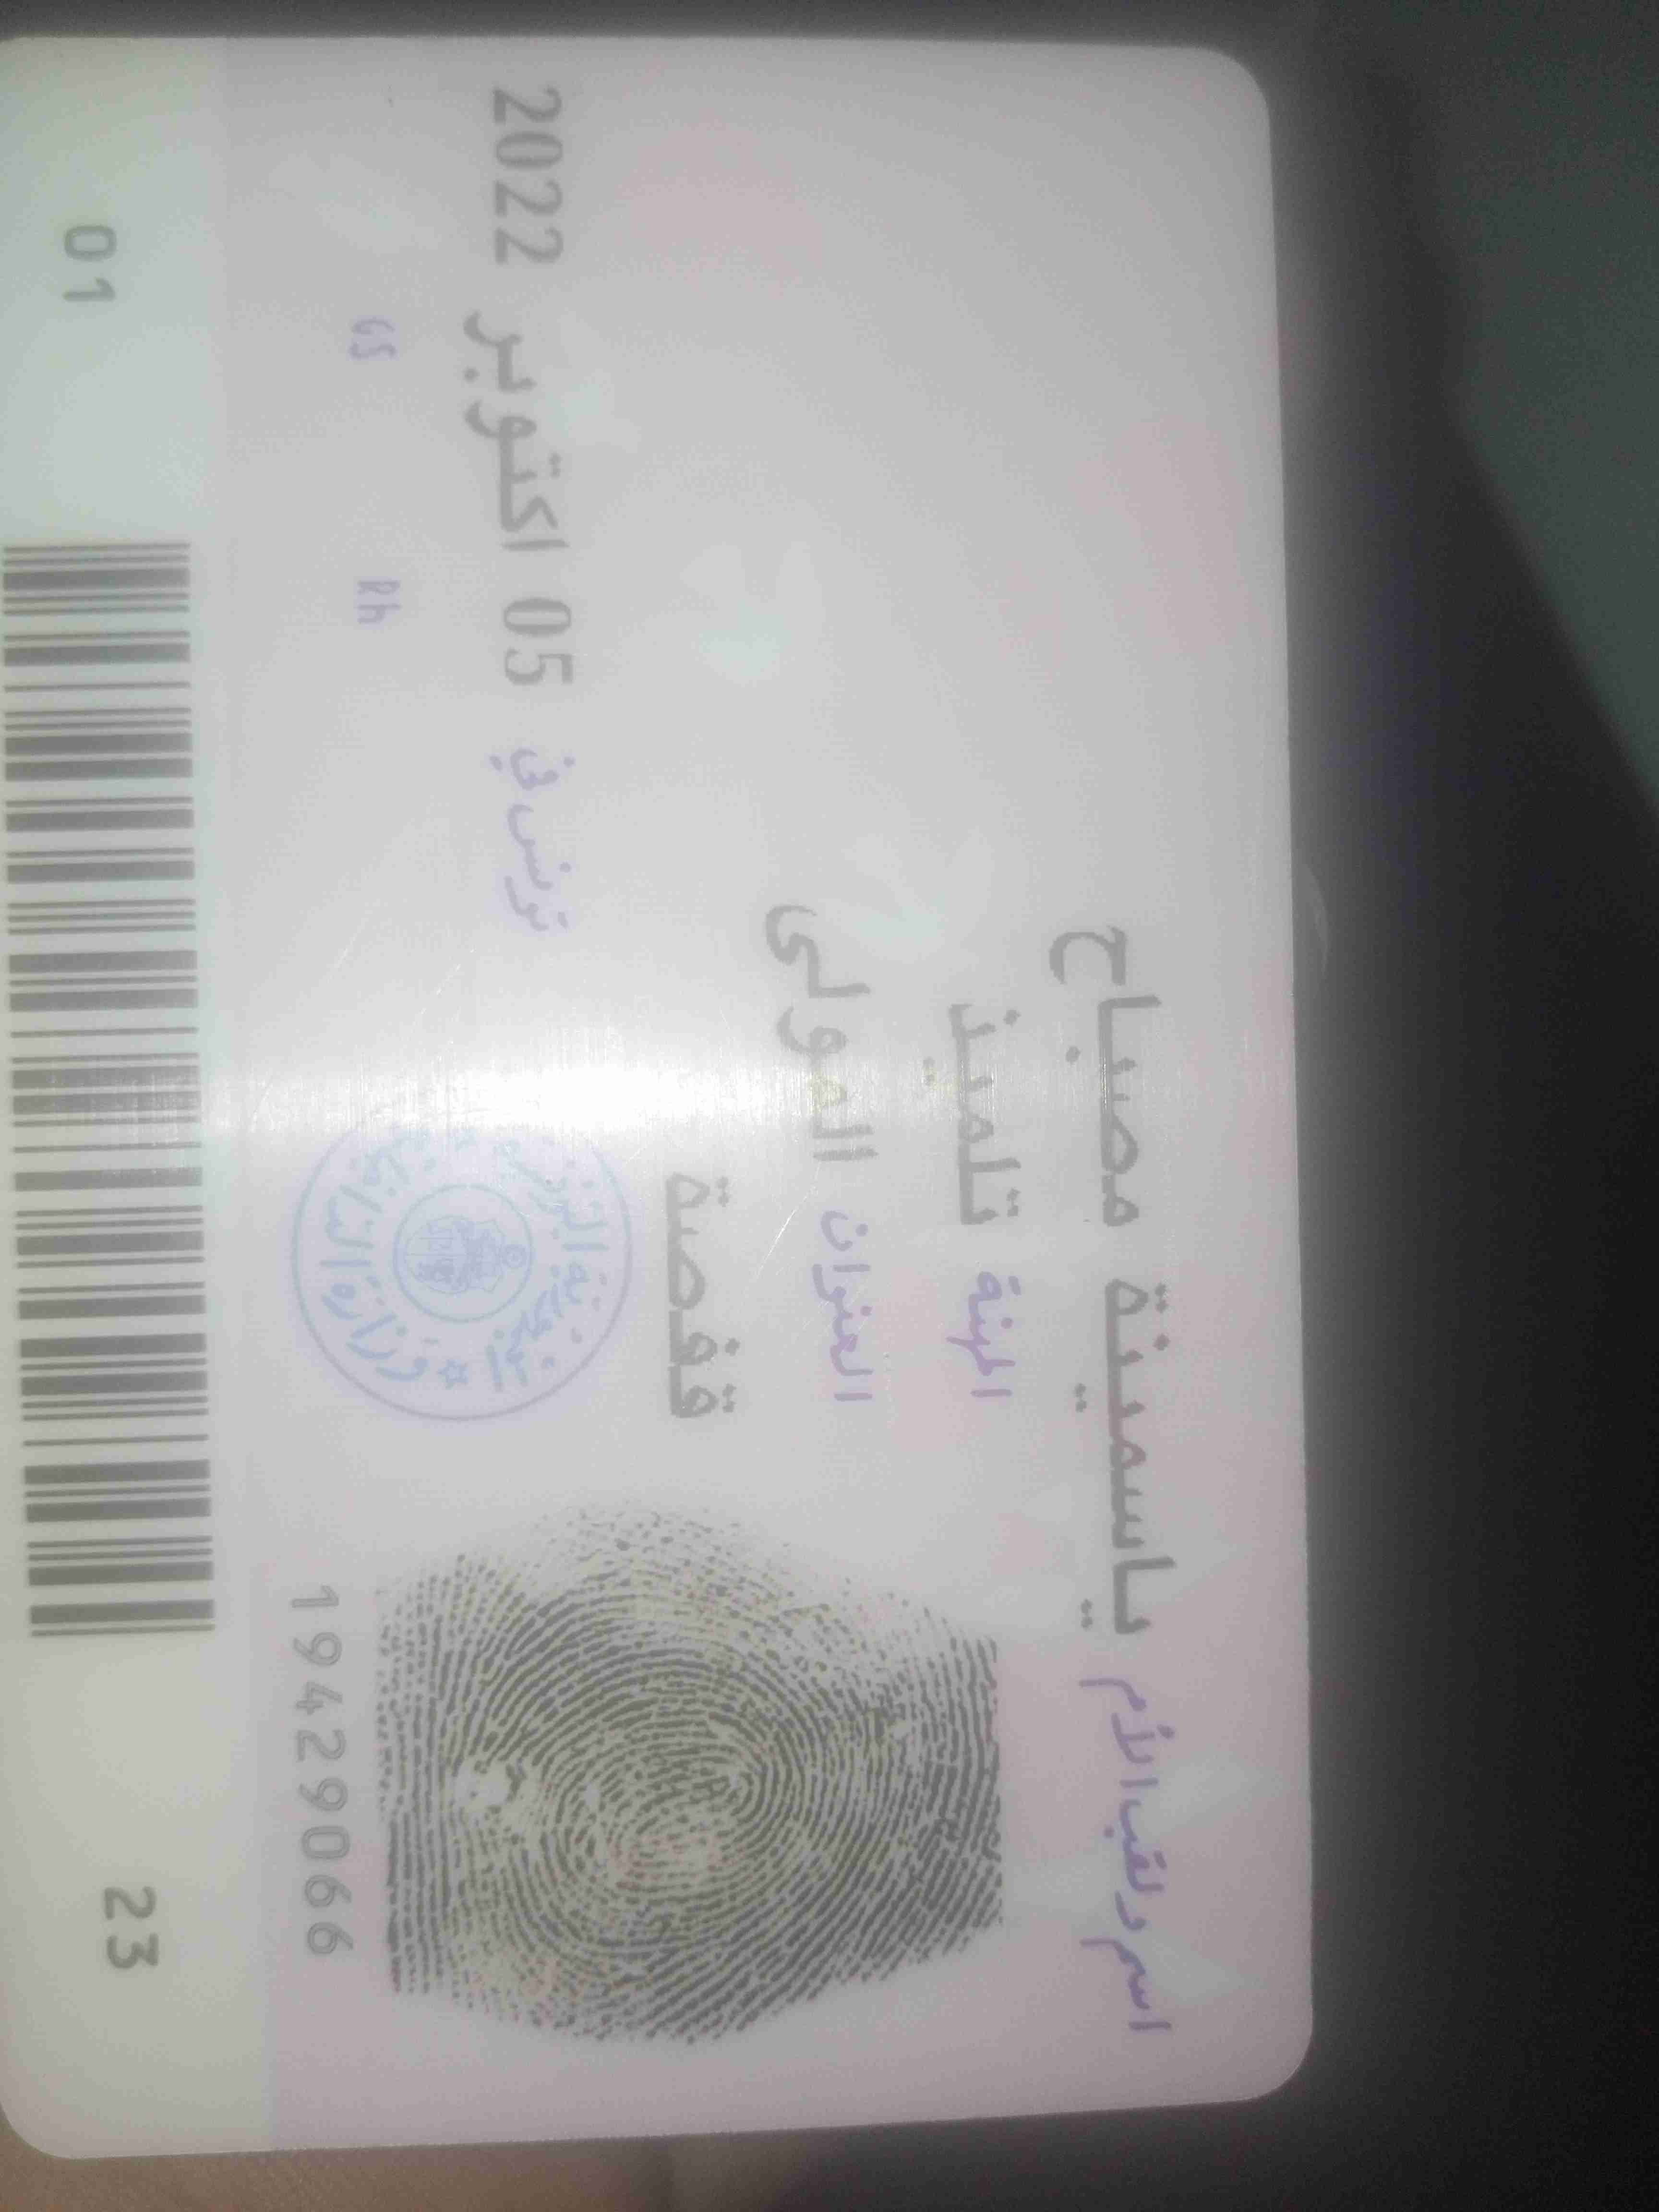 اسم ولقب الأم ياسمينة مصباح
المهنة تلميذ
العنوان المولى
قفصة
تونس في 05 اكتوبر 2022
الجمهورية التونسية
وزارة الداخلية
GS Rh
19429066
01 23